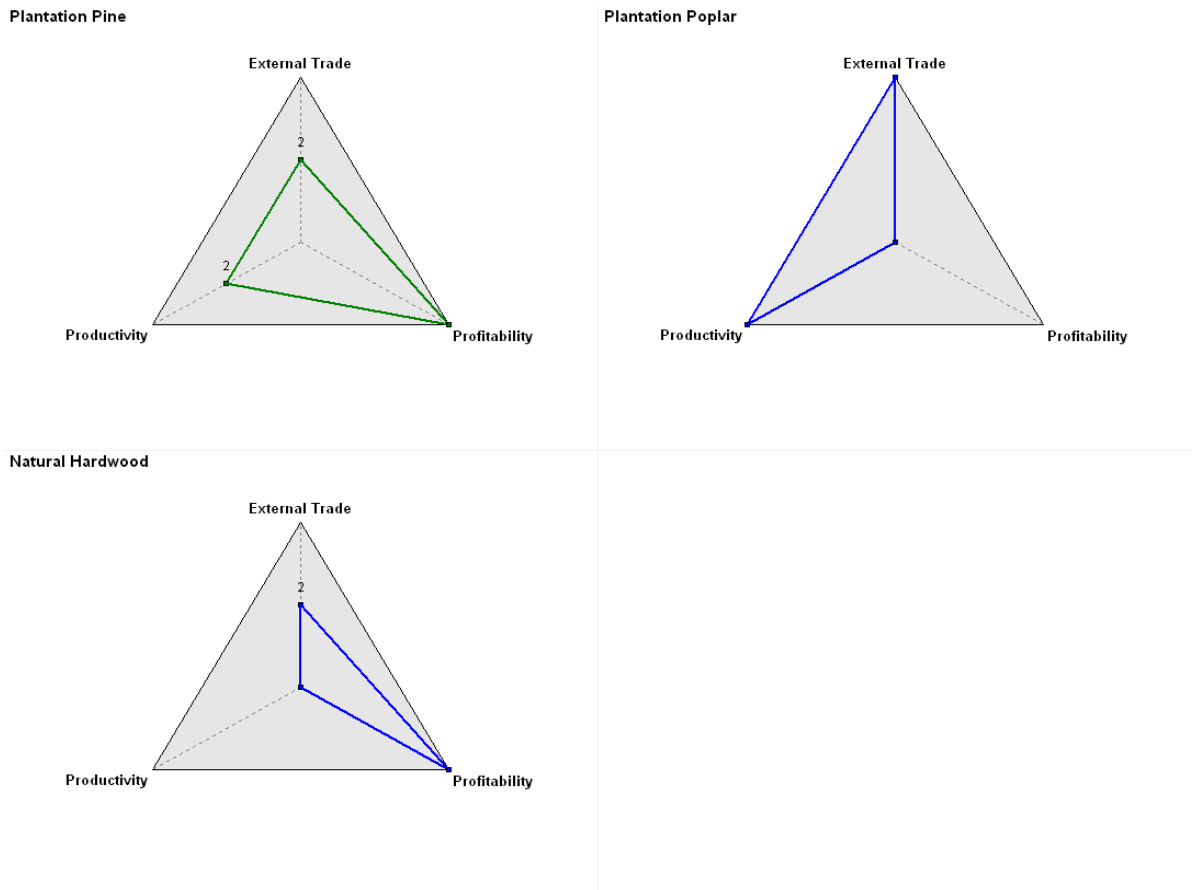 Plantation Pine
External Trade
2
2
Productivity
Profitability
Plantation Poplar
External Trade
Productivity
Profitability
Natural Hardwood
External Trade
2
Productivity
Profitability